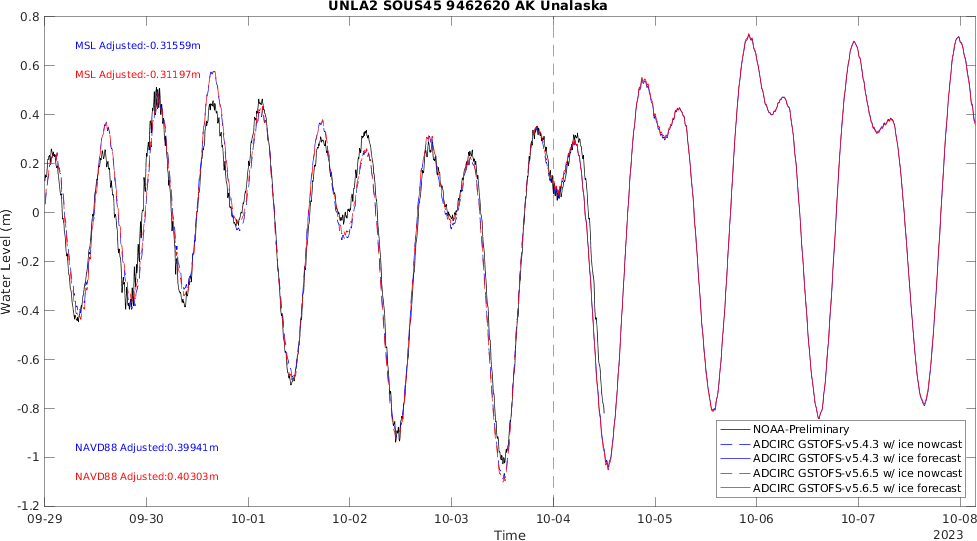 UNLA2 SOUS45 9462620 AK Unalaska
0.8
0.6
0.4
0.2
0
-0.2
-0.4
-0.6
-0.8
-1
-1.2
Water Level (m)
MSL Adjusted:-0.31559m
MSL Adjusted:-0.31197m
NAVD88 Adjusted:0.39941m
NAVD88 Adjusted:0.40303m
NOAA-Preliminary
ADCIRC GSTOFS-v5.4.3 w/ ice nowcast
ADCIRC GSTOFS-v5.4.3 w/ ice forecast
ADCIRC GSTOFS-v5.6.5 w/ ice nowcast
ADCIRC GSTOFS-v5.6.5 w/ ice forecast
09-29 09-30 10-01 10-02 10-03 10-04 10-05 10-06 10-07 10-08
Time
2023